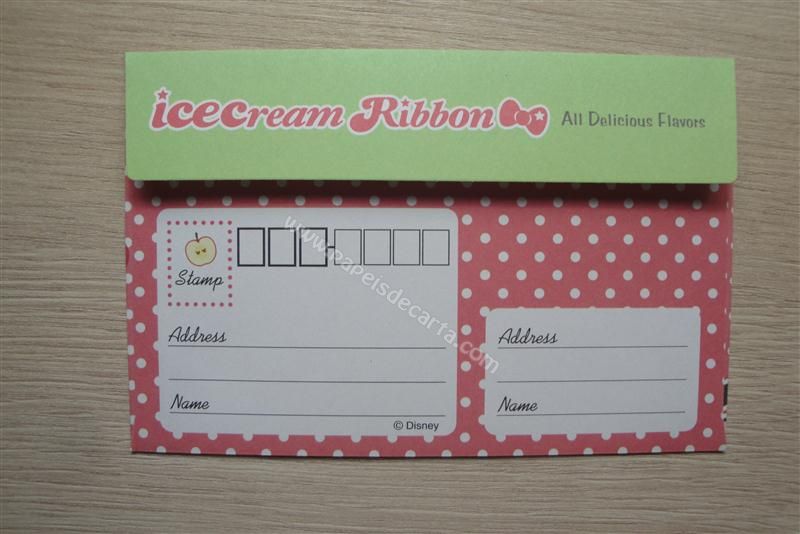 icecream Ribbon All Delicious Flavors
Stamp
Address
Name
© Disney
Address
Name
www.papeisdecarta.com